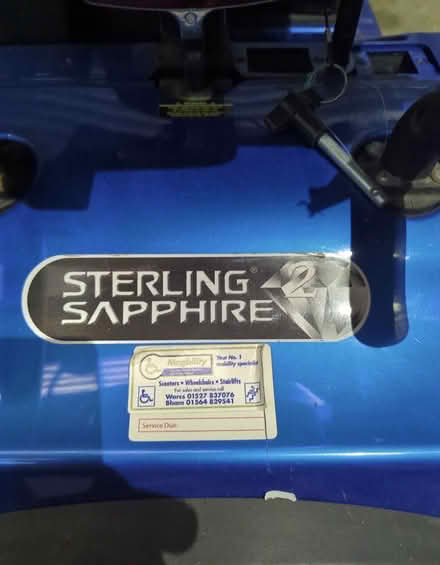 STERLING®
SAPPHIRE
2
Mobility
Your No. 1
mobility specialist
Scooters • Wheelchairs • Stairlifts
For sales and service call
Worcs 01527 837076
Bham 01564 829541
Service Due: